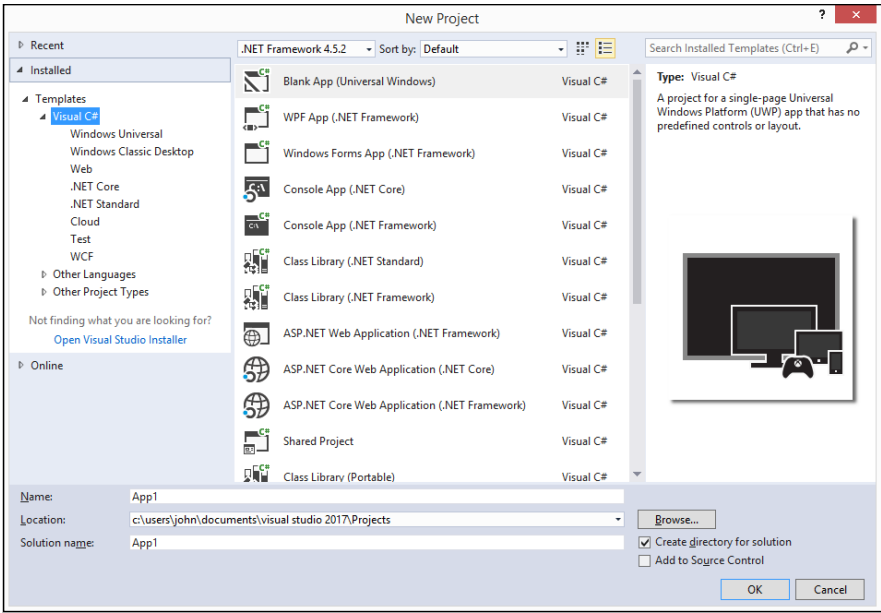 New Project
?
×
Recent
Installed
Templates
Visual C#
Windows Universal
Windows Classic Desktop
Web
.NET Core
.NET Standard
Cloud
Test
WCF
Other Languages
Other Project Types
Not finding what you are looking for?
Open Visual Studio Installer
Online
.NET Framework 4.5.2 Sort by: Default
Blank App (Universal Windows) Visual C#
WPF App (.NET Framework) Visual C#
Windows Forms App (.NET Framework) Visual C#
Console App (.NET Core) Visual C#
Console App (.NET Framework) Visual C#
Class Library (.NET Standard) Visual C#
Class Library (.NET Framework) Visual C#
ASP.NET Web Application (.NET Framework) Visual C#
ASP.NET Core Web Application (.NET Core) Visual C#
ASP.NET Core Web Application (.NET Framework) Visual C#
Shared Project Visual C#
Class Library (Portable) Visual C#
Search Installed Templates (Ctrl+E)
Type: Visual C#
A project for a single-page Universal
Windows Platform (UWP) app that has no
predefined controls or layout.
Name: App1
Location: c:\users\john\documents\visual studio 2017\Projects
Browse...
Solution name: App1
Create directory for solution
Add to Source Control
OK Cancel